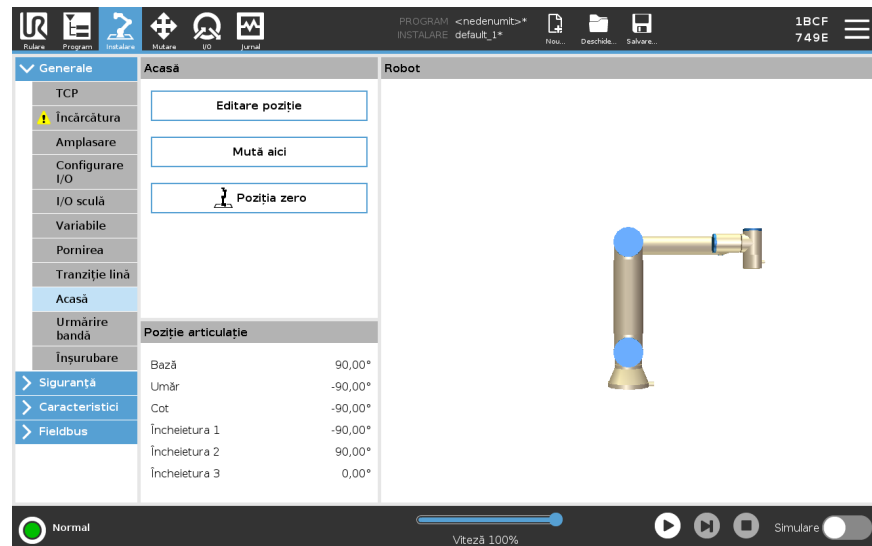 UR
Rulare
Program
Instalare
Mutare
I/O
Jurnal
PROGRAM <nedenumit>*
INSTALARE default_1*
Nou...
Deschide...
Salvare...
1BCF
749E
Generale
TCP
Încărcătura
Amplasare
Configurare
I/O
I/O sculă
Variabile
Pornirea
Tranziție lină
Acasă
Urmărire
bandă
Înșurubare
Siguranță
Caracteristici
Fieldbus
Acasă
Editare poziție
Mută aici
Poziția zero
Poziție articulație
Bază 90,00°
Umăr -90,00°
Cot -90,00°
Încheietura 1 -90,00°
Încheietura 2 90,00°
Încheietura 3 0,00°
Robot
Normal
Viteză 100%
Simulare